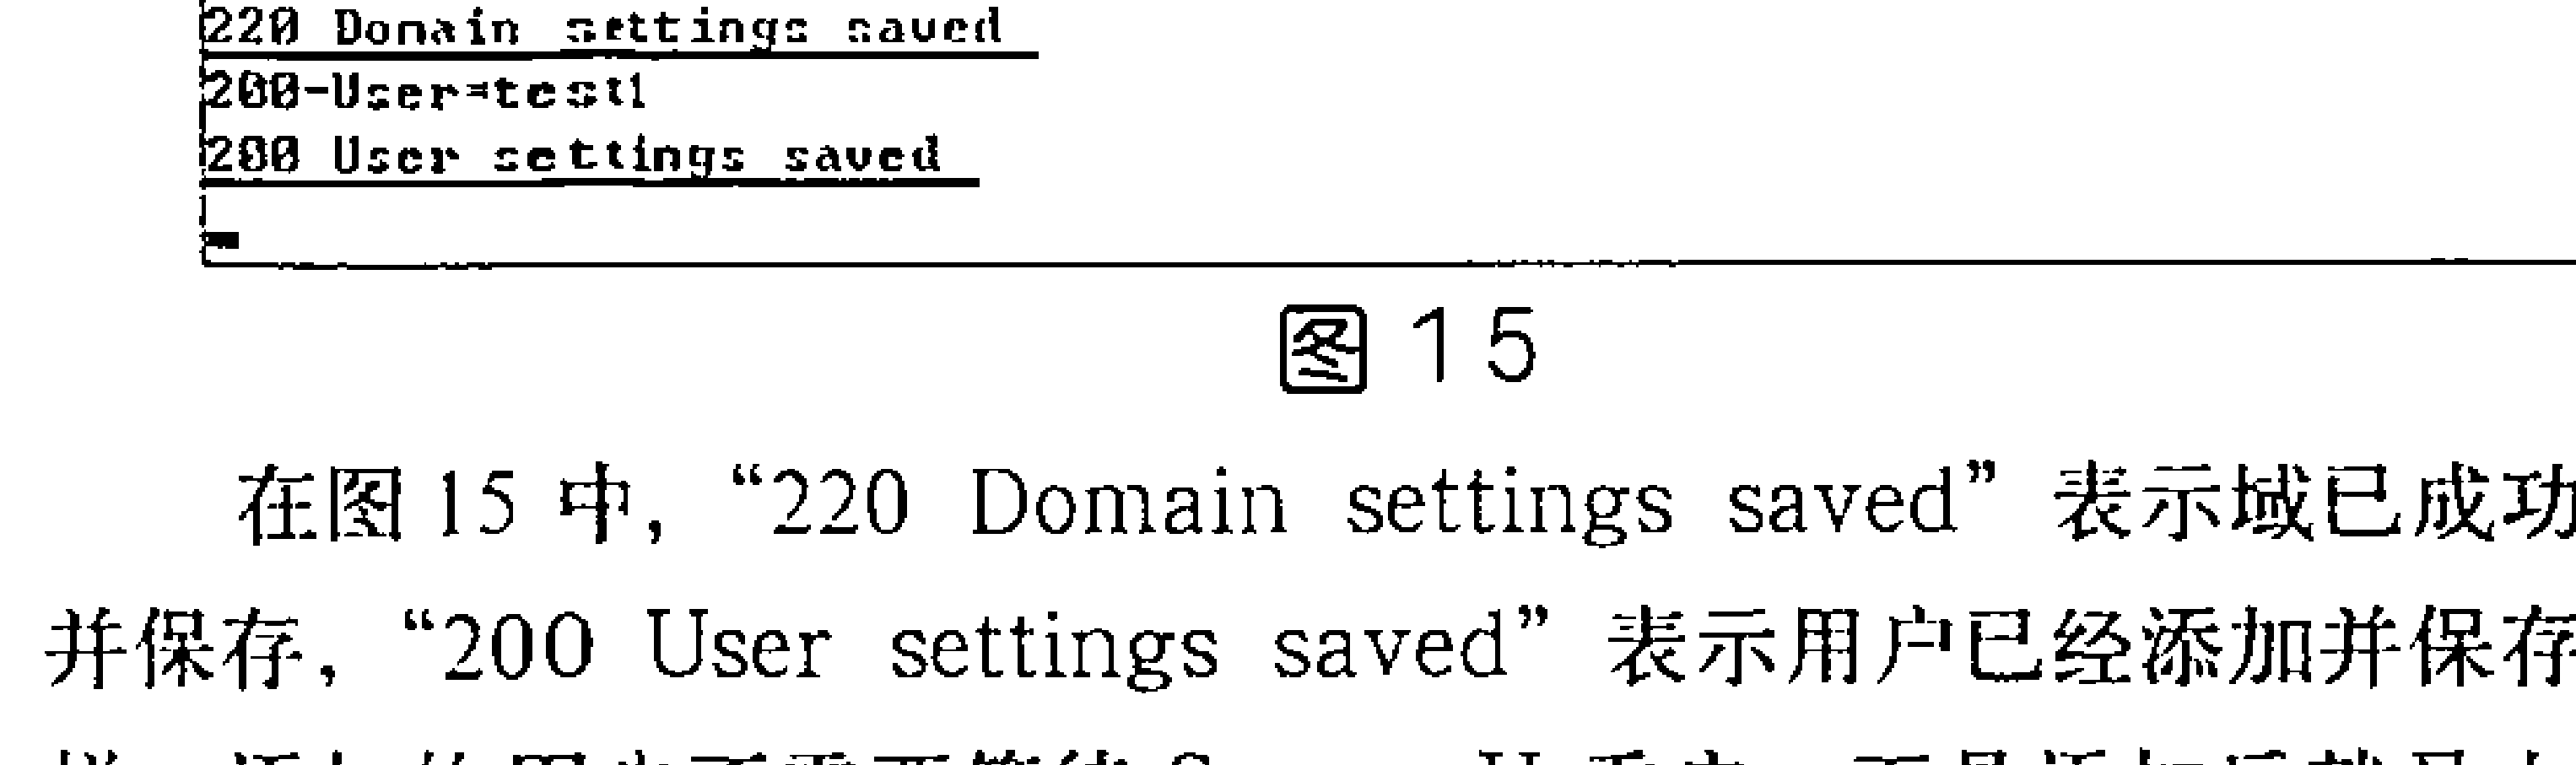 220 Domain settings saved
200-User=test1
200 User settings saved
图 15
在图 15 中，“220 Domain settings saved” 表示域已成功
并保存，“200 User settings saved” 表示用户已经添加并保存